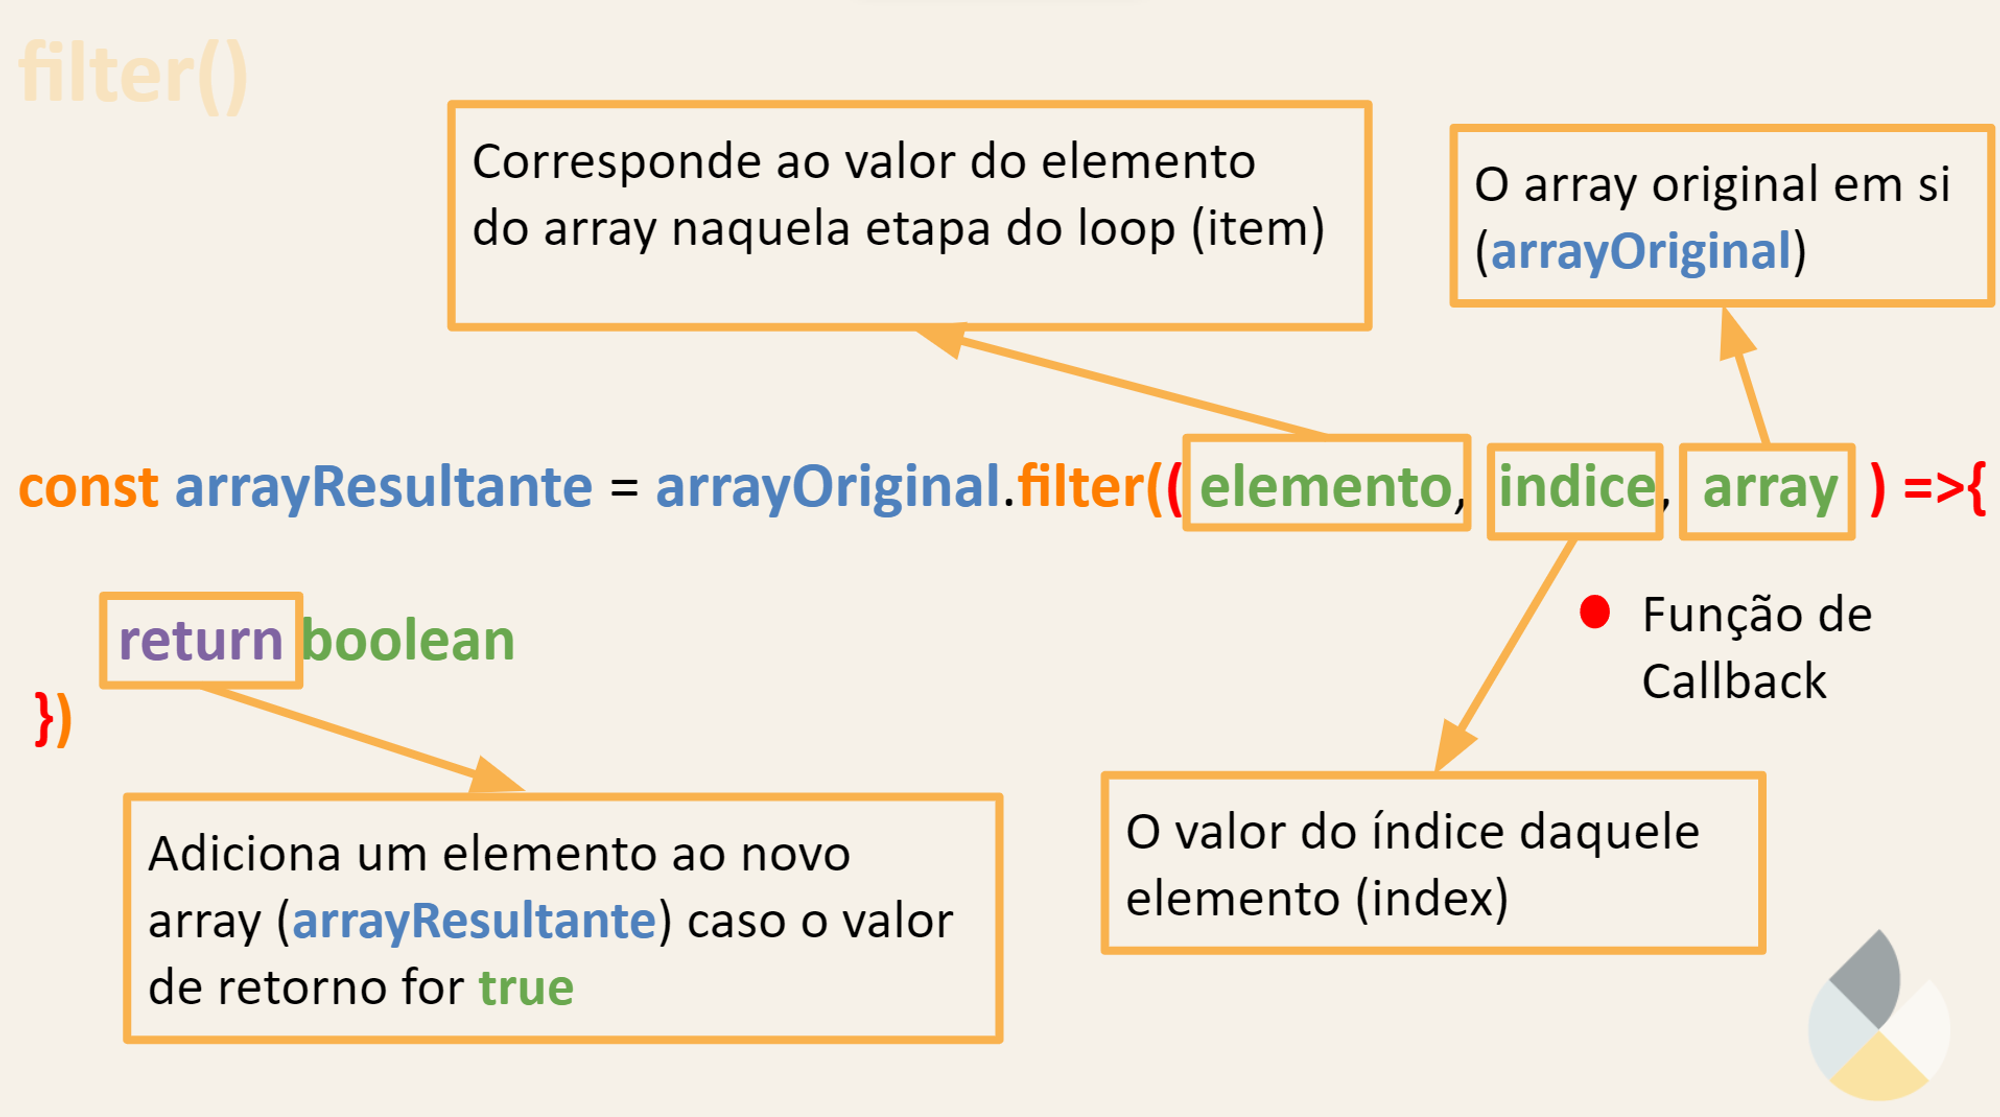 filter()
Corresponde ao valor do elemento
do array naquela etapa do loop (item)
O array original em si
(arrayOriginal)
const arrayResultante = arrayOriginal.filter(( elemento, indice, array ) =>{
return boolean
})
Função de
Callback
Adiciona um elemento ao novo
array (arrayResultante) caso o valor
de retorno for true
O valor do índice daquele
elemento (index)